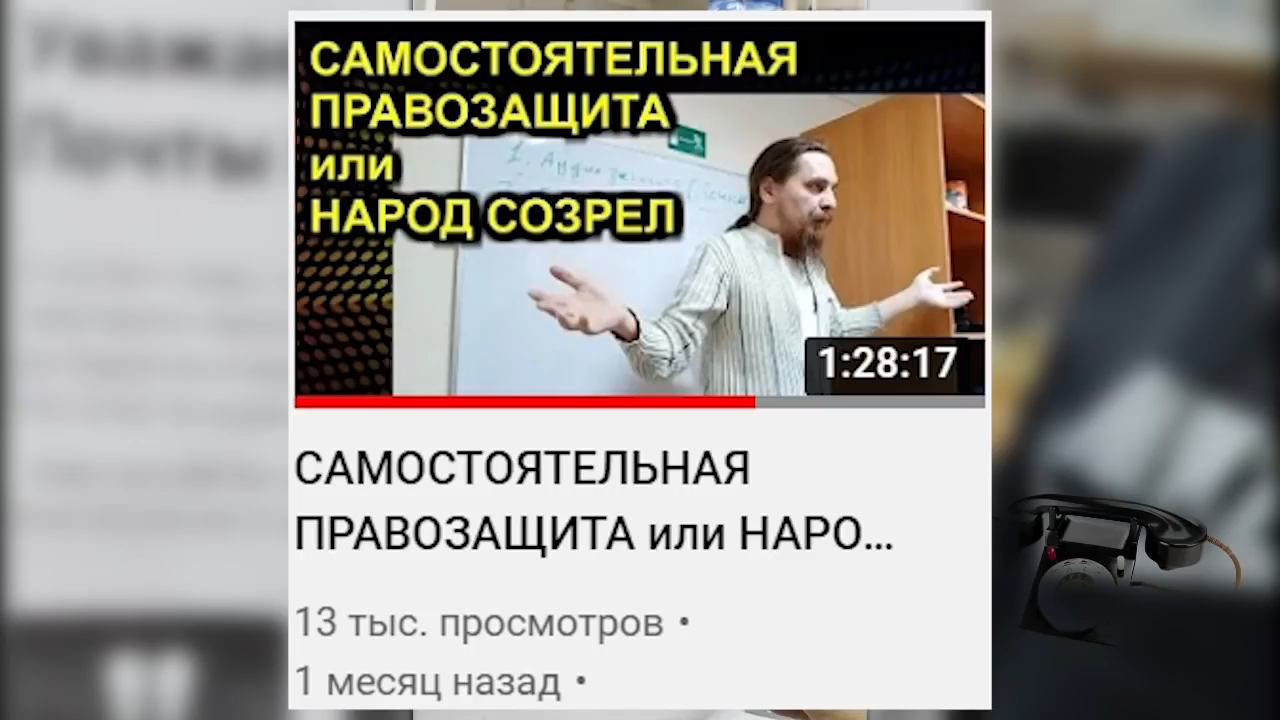 САМОСТОЯТЕЛЬНАЯ
ПРАВОЗАЩИТА
или
НАРОД СОЗРЕЛ
1:28:17
САМОСТОЯТЕЛЬНАЯ
ПРАВОЗАЩИТА или НАРО...
13 тыс. просмотров •
1 месяц назад •